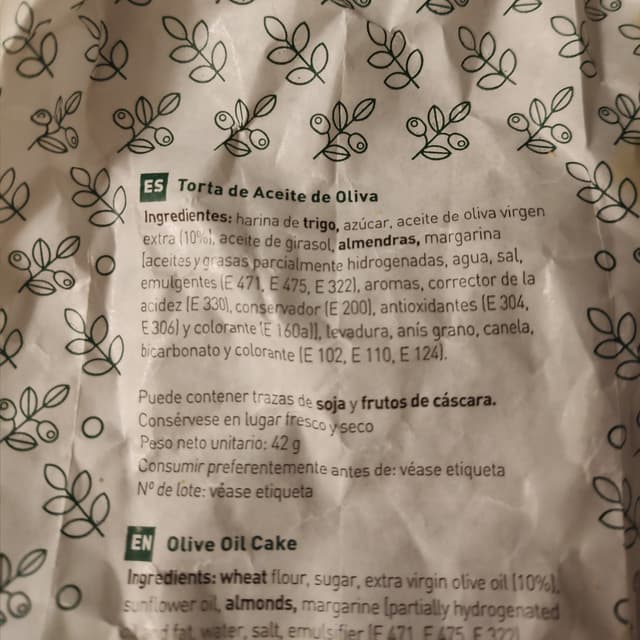 ES Torta de Aceite de Oliva
Ingredientes: harina de trigo, azúcar, aceite de oliva virgen
extra (10%), aceite de girasol, almendras, margarina
[aceites y grasas parcialmente hidrogenadas, agua, sal,
emulgentes (E 471, E 475, E 322), aromas, corrector de la
acidez (E 330), conservador (E 200), antioxidantes (E 304,
E 306) y colorante (E 160a)], levadura, anís grano, canela,
bicarbonato y colorante (E 102, E 110, E 124).
Puede contener trazas de soja y frutos de cáscara.
Consérvese en lugar fresco y seco
Peso neto unitario: 42 g
Consumir preferentemente antes de: véase etiqueta
Nº de lote: véase etiqueta
EN Olive Oil Cake
Ingredients: wheat flour, sugar, extra virgin olive oil (10%),
sunflower oil, almonds, margarine [partially hydrogenated
and fat, water, salt, emulsifier (E 471, E 475, E 322)